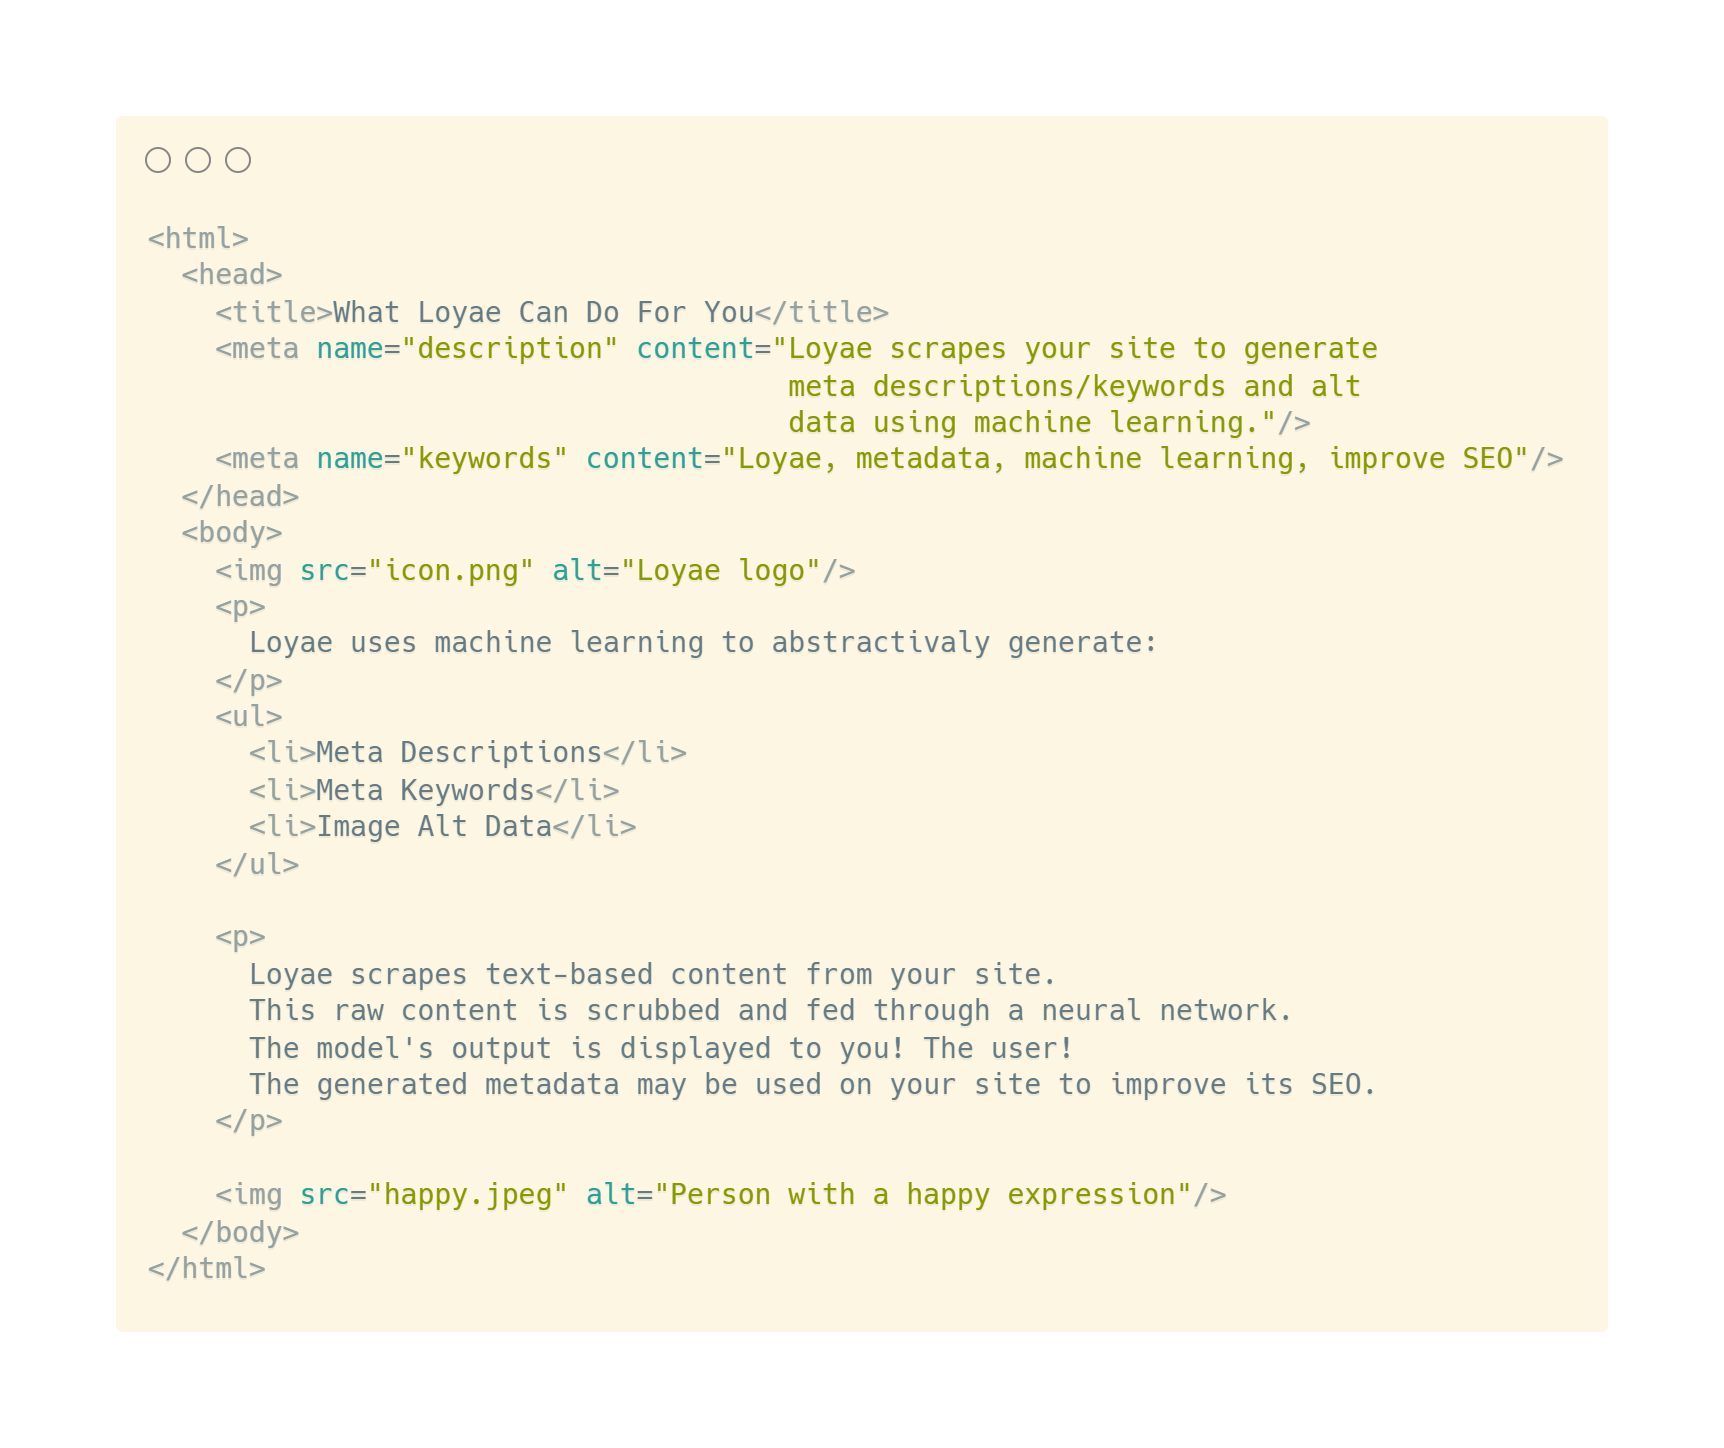 <html>
  <head>
    <title>What Loyae Can Do For You</title>
    <meta name="description" content="Loyae scrapes your site to generate
                                      meta descriptions/keywords and alt
                                      data using machine learning."/>
    <meta name="keywords" content="Loyae, metadata, machine learning, improve SEO"/>
  </head>
  <body>
    <img src="icon.png" alt="Loyae logo"/>
    <p>
      Loyae uses machine learning to abstractivaly generate:
    </p>
    <ul>
      <li>Meta Descriptions</li>
      <li>Meta Keywords</li>
      <li>Image Alt Data</li>
    </ul>

    <p>
      Loyae scrapes text-based content from your site.
      This raw content is scrubbed and fed through a neural network.
      The model's output is displayed to you! The user!
      The generated metadata may be used on your site to improve its SEO.
    </p>

    <img src="happy.jpeg" alt="Person with a happy expression"/>
  </body>
</html>